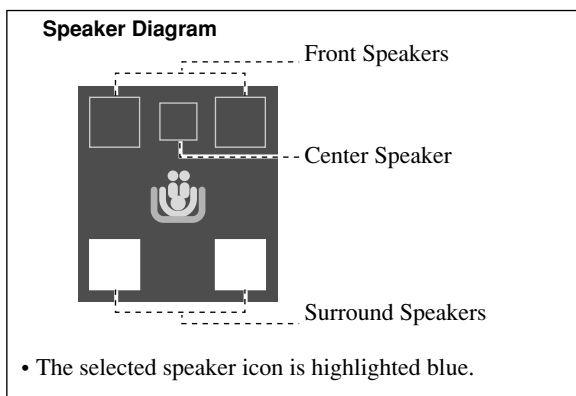 Speaker Diagram
Front Speakers
Center Speaker
Surround Speakers
• The selected speaker icon is highlighted blue.